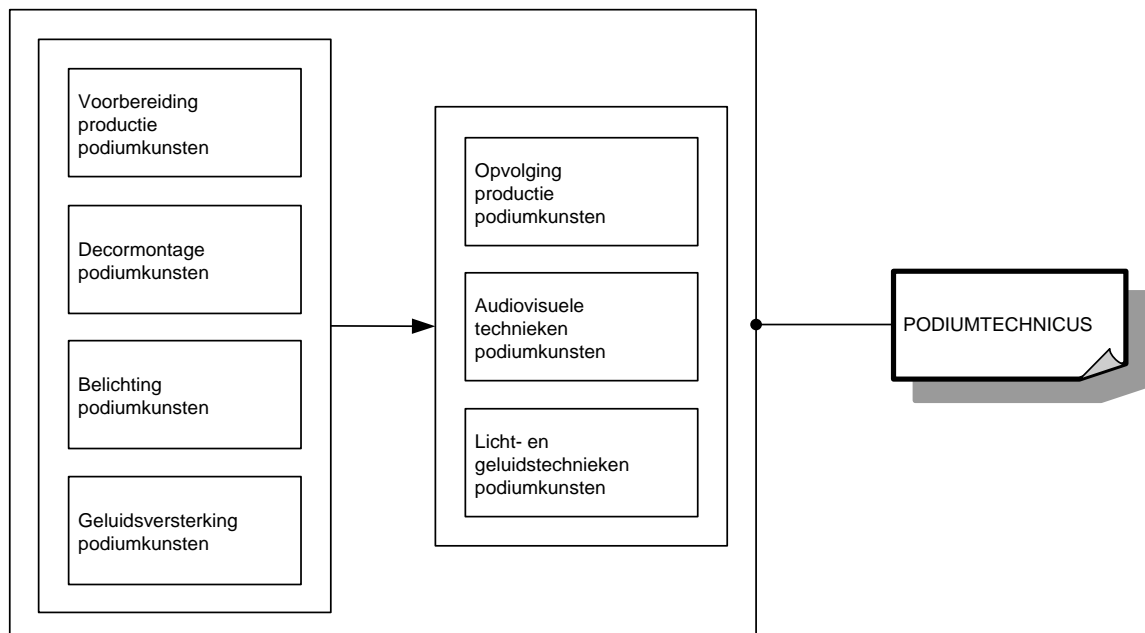 Voorbereiding
productie
podiumkunsten
Decormontage
podiumkunsten
Belichting
podiumkunsten
Geluidsversterking
podiumkunsten
Opvolging
productie
podiumkunsten
Audiovisuele
technieken
podiumkunsten
Licht- en
geluidstechnieken
podiumkunsten
PODIUMTECHNICUS